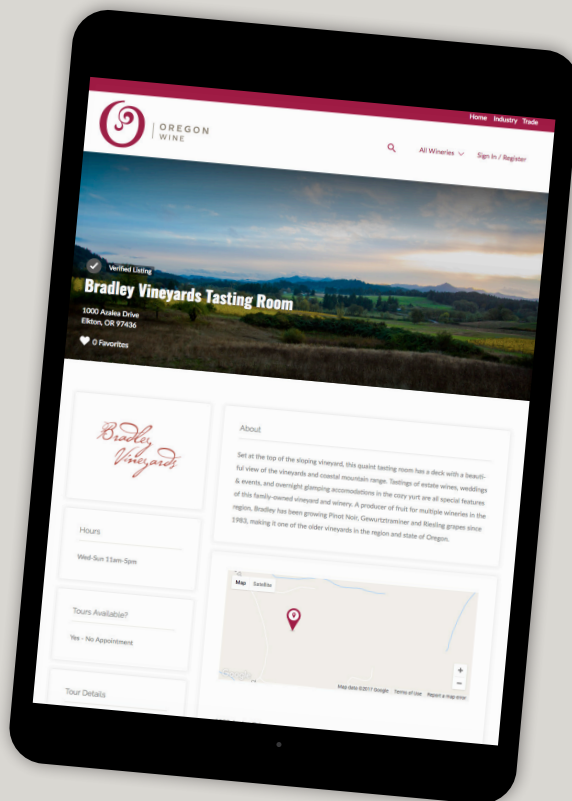 Home Industry Trade
OREGON
WINE
All Wineries Sign In / Register
Verified Listing
Bradley Vineyards Tasting Room
1000 Azalea Drive
Elkton, OR 97436
0 Favorites
Bradley
Vineyards
Hours
Wed-Sun 11am-5pm
Tours Available?
Yes - No Appointment
Tour Details
About
Set at the top of the sloping vineyard, this quaint tasting room has a deck with a beauti-
ful view of the vineyards and coastal mountain range. Tastings of estate wines, weddings
& events, and overnight glamping accomodations in the cozy yurt are all special features
of this family-owned vineyard and winery. A producer of fruit for multiple wineries in the
region, Bradley has been growing Pinot Noir, Gewurtztraminer and Riesling grapes since
1983, making it one of the older vineyards in the region and state of Oregon.
Map Satellite
Google
Map data ©2017 Google Terms of Use Report a map error